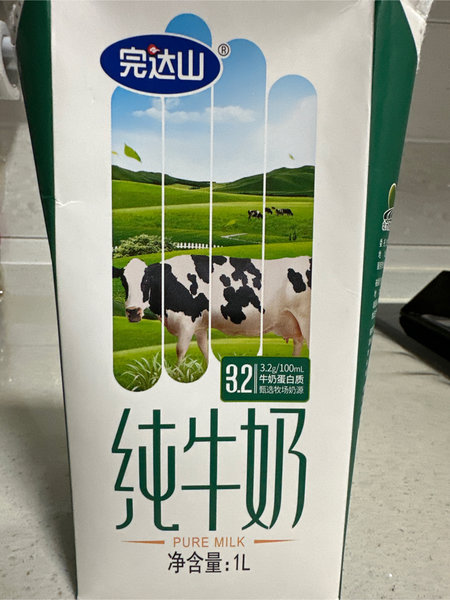 完达山®
3.2
3.2g/100mL
牛奶蛋白质
甄选牧场奶源
纯牛奶
PURE MILK
净含量:1L